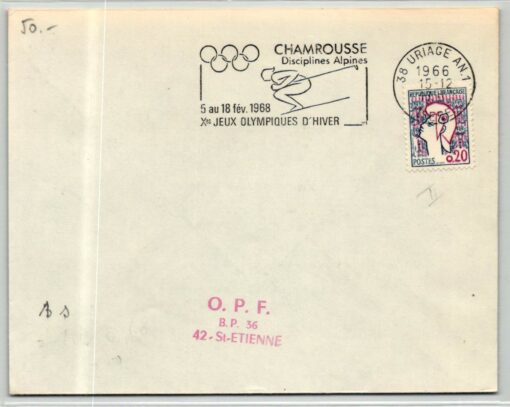 50.-
CHAMROUSSE
Disciplines Alpines
5 au 18 fév. 1968
Xes JEUX OLYMPIQUES D'HIVER
38 URIAGE AN.1
1966
15-12
REPUBLIQUE FRANÇAISE
POSTES
0,20
O. P. F.
B. P. 36
42-St-ETIENNE